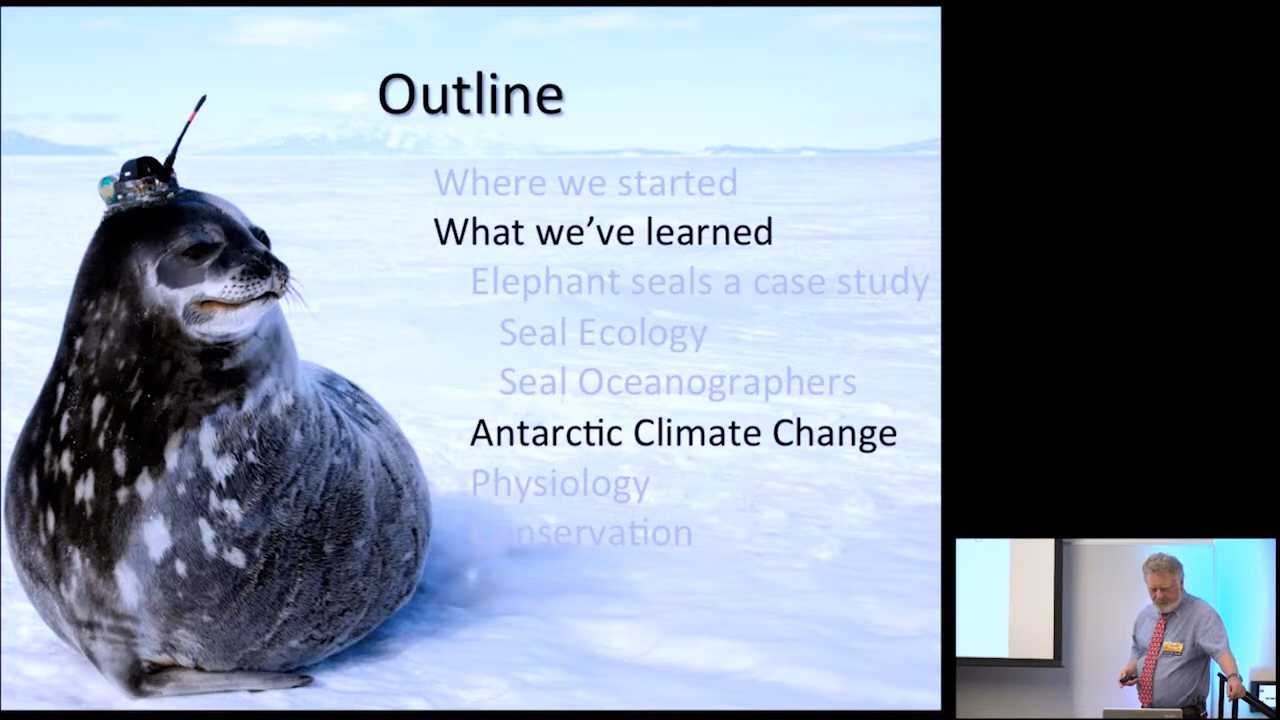 Outline
Where we started
What we’ve learned
Elephant seals a case study
Seal Ecology
Seal Oceanographers
Antarctic Climate Change
Physiology
Conservation